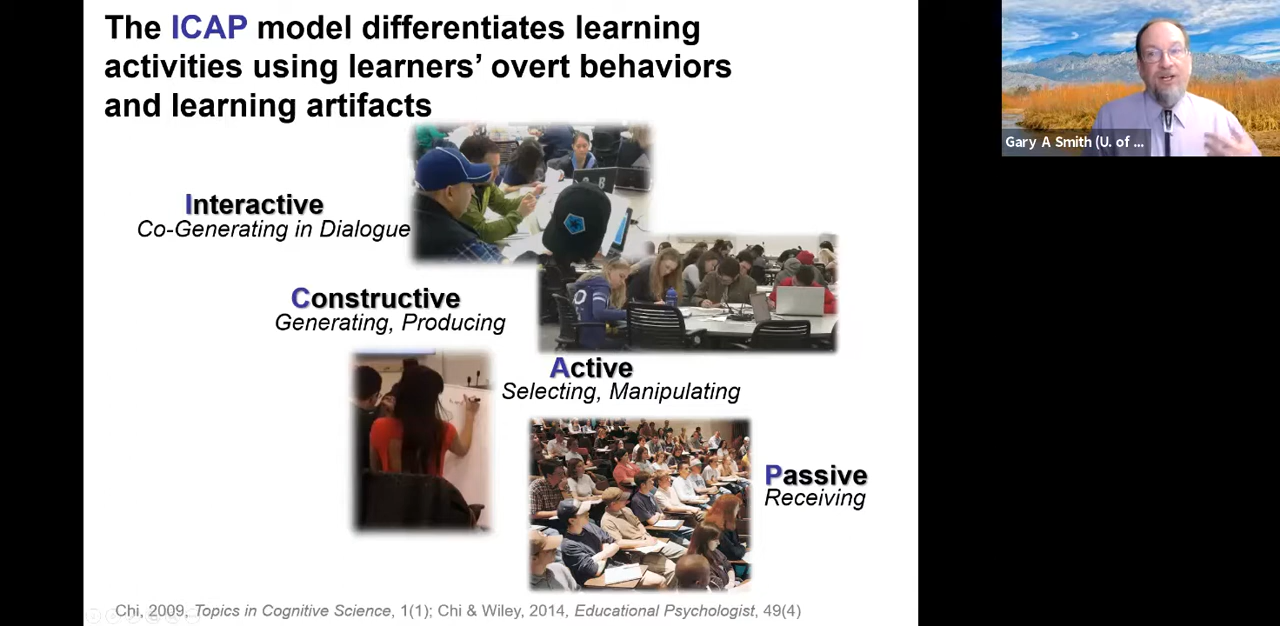 The ICAP model differentiates learning
activities using learners' overt behaviors
and learning artifacts
Gary A Smith (U. of ...
Interactive
Co-Generating in Dialogue
Constructive
Generating, Producing
Active
Selecting, Manipulating
Passive
Receiving
Chi, 2009, Topics in Cognitive Science, 1(1); Chi & Wiley, 2014, Educational Psychologist, 49(4)